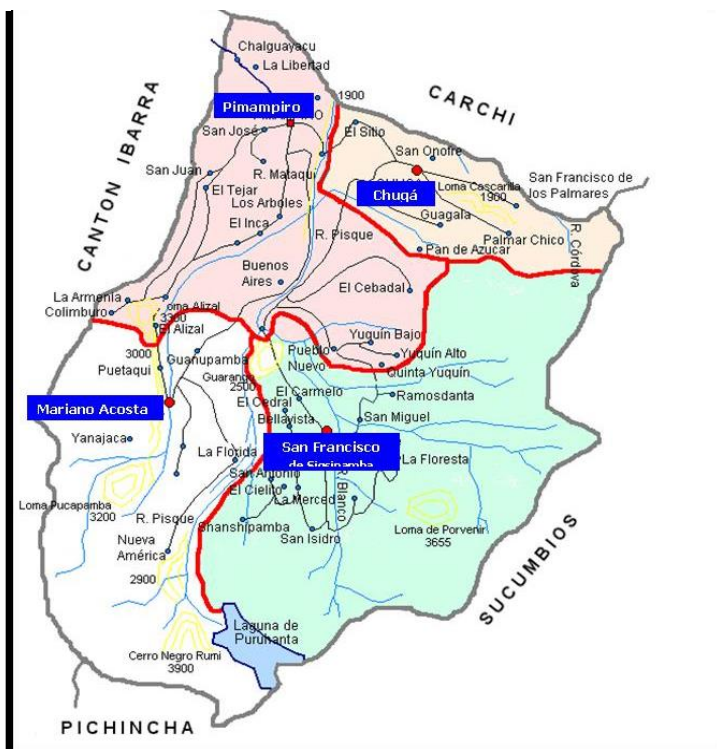 Chalguayacu
La Libertad
1900
CARCHI
Pimampiro
San José
El Sitio
San Onofre
CANTON IBARRA
San Juan
R. Mataqui
El Tejar
Los Arboles
Chugá
Loma Cascarilla
1900
San Francisco de
los Palmares
El Inca
R. Pisque
Guagala
Palmar Chico
R. Córdova
Pan de Azucar
Buenos
Aires
El Cebadal
La Armenia
Colimburo
oma Alizal
3300
El Alizal
3000
Puetaqui
Guanupamba
Guaranga
2500
Pueblo
Nuevo
Yuquín Bajo
Yuquín Alto
Quinta Yuquín
El Carmelo
Ramosdanta
El Cedral
San Miguel
Mariano Acosta
Bellavista
Yanajaca
San Francisco
de Sigsipamba
La Florida
La Floresta
San Antonio
El Cielito
La Merced
R. Blanco
Loma Pucapamba
3200
R. Pisque
Shanshipamba
San Isidro
Loma de Porvenir
3655
Nueva
América
2900
SUCUMBIOS
Laguna de
Puruhanta
Cerro Negro Rumi
3900
PICHINCHA